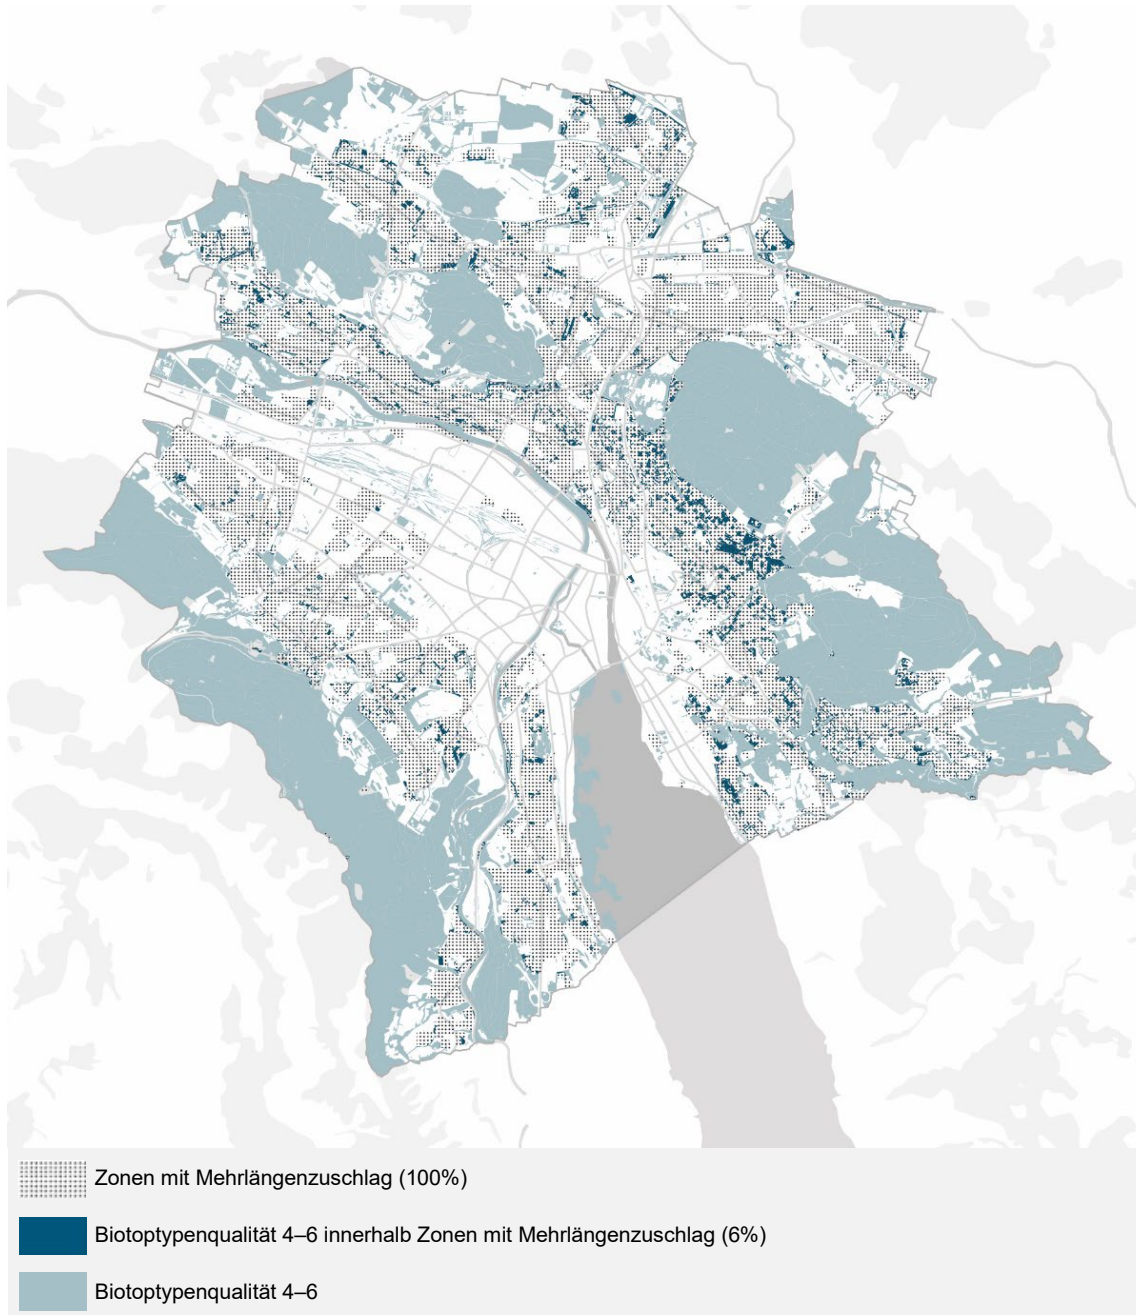 Zonen mit Mehrlängenzuschlag (100%)
Biotoptypenqualität 4–6 innerhalb Zonen mit Mehrlängenzuschlag (6%)
Biotoptypenqualität 4–6